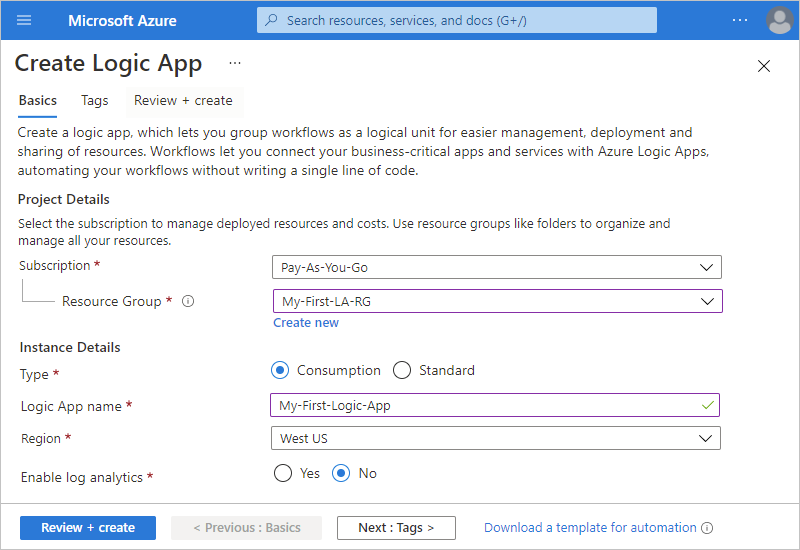 Microsoft Azure
Search resources, services, and docs (G+/)
...
Create Logic App ...
Basics Tags Review + create
Create a logic app, which lets you group workflows as a logical unit for easier management, deployment and
sharing of resources. Workflows let you connect your business-critical apps and services with Azure Logic Apps,
automating your workflows without writing a single line of code.
Project Details
Select the subscription to manage deployed resources and costs. Use resource groups like folders to organize and
manage all your resources.
Subscription * Pay-As-You-Go
Resource Group * My-First-LA-RG
Create new
Instance Details
Type * Consumption Standard
Logic App name * My-First-Logic-App
Region * West US
Enable log analytics * Yes No
Review + create < Previous : Basics Next : Tags > Download a template for automation